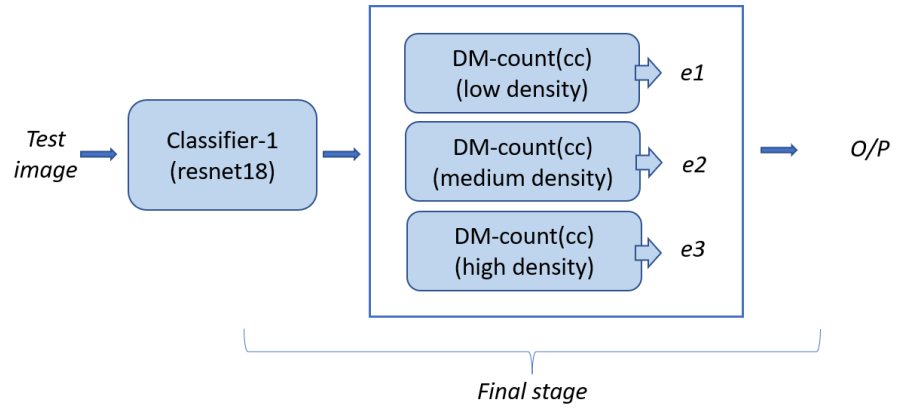 Test
image
Classifier-1
(resnet18)
DM-count(cc)
(low density)
e1
DM-count(cc)
(medium density)
e2
DM-count(cc)
(high density)
e3
O/P
Final stage